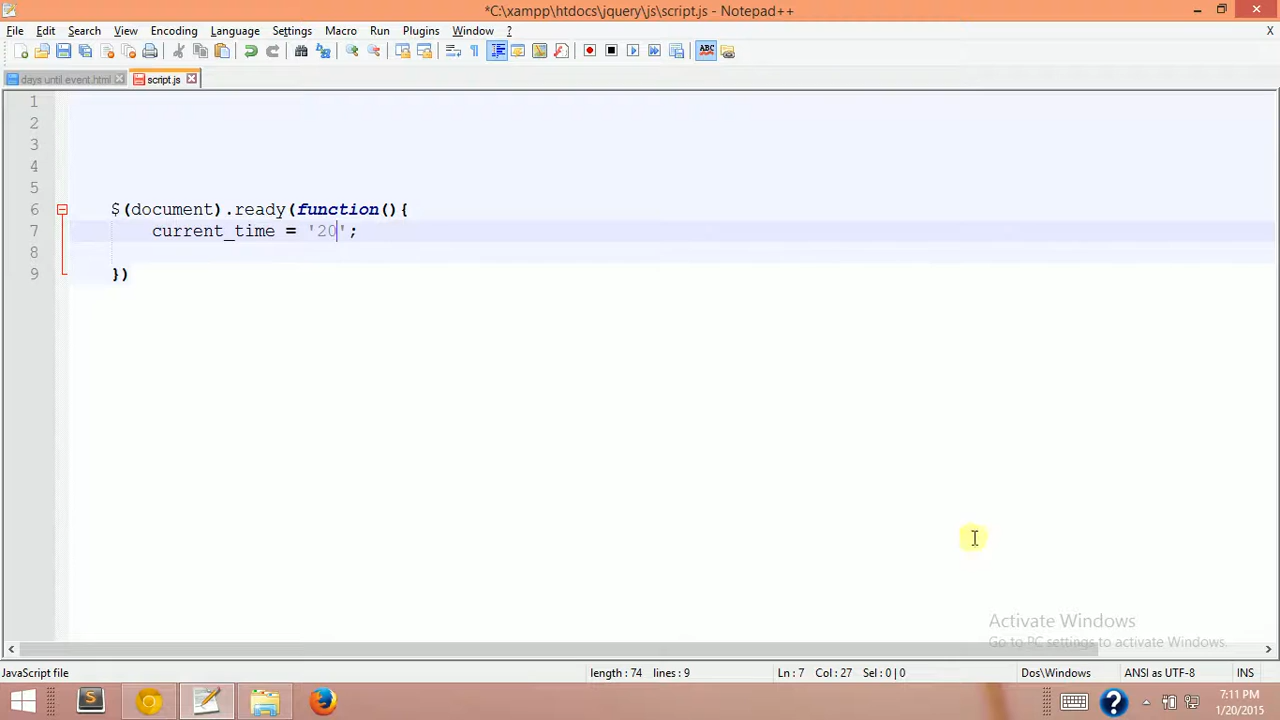 *C:\xampp\htdocs\jquery\js\script.js - Notepad++
File Edit Search View Encoding Language Settings Macro Run Plugins Window ? X
days until event.html script.js
1
2
3
4
5
6 $(document).ready(function(){
7 current_time = '20';
8
9 })
Activate Windows
Go to PC settings to activate Windows.
JavaScript file length : 74 lines : 9 Ln : 7 Col : 27 Sel : 0 | 0 Dos\Windows ANSI as UTF-8 INS
7:11 PM
1/20/2015